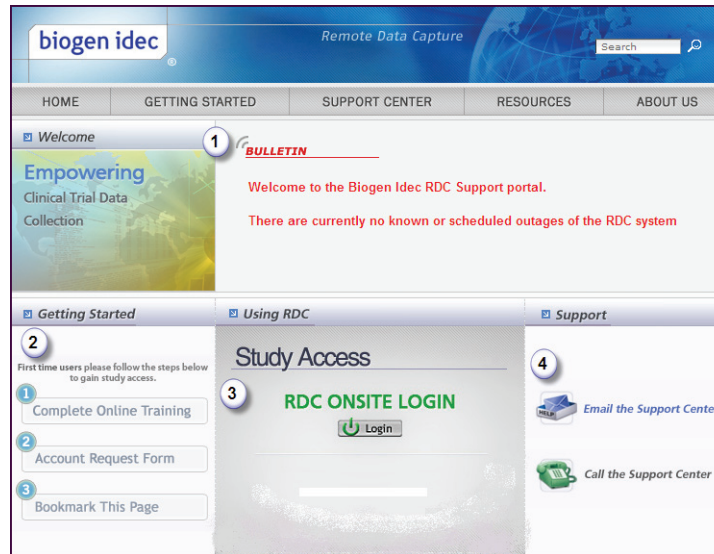 biogen idec
®
Remote Data Capture
Search
HOME GETTING STARTED SUPPORT CENTER RESOURCES ABOUT US
Welcome
Empowering
Clinical Trial Data
Collection
1
BULLETIN
Welcome to the Biogen Idec RDC Support portal.
There are currently no known or scheduled outages of the RDC system
Getting Started
2
First time users please follow the steps below
to gain study access.
1
Complete Online Training
2
Account Request Form
3
Bookmark This Page
Using RDC
Study Access
3
RDC ONSITE LOGIN
Login
Support
4
HELP
Email the Support Cente
Call the Support Center